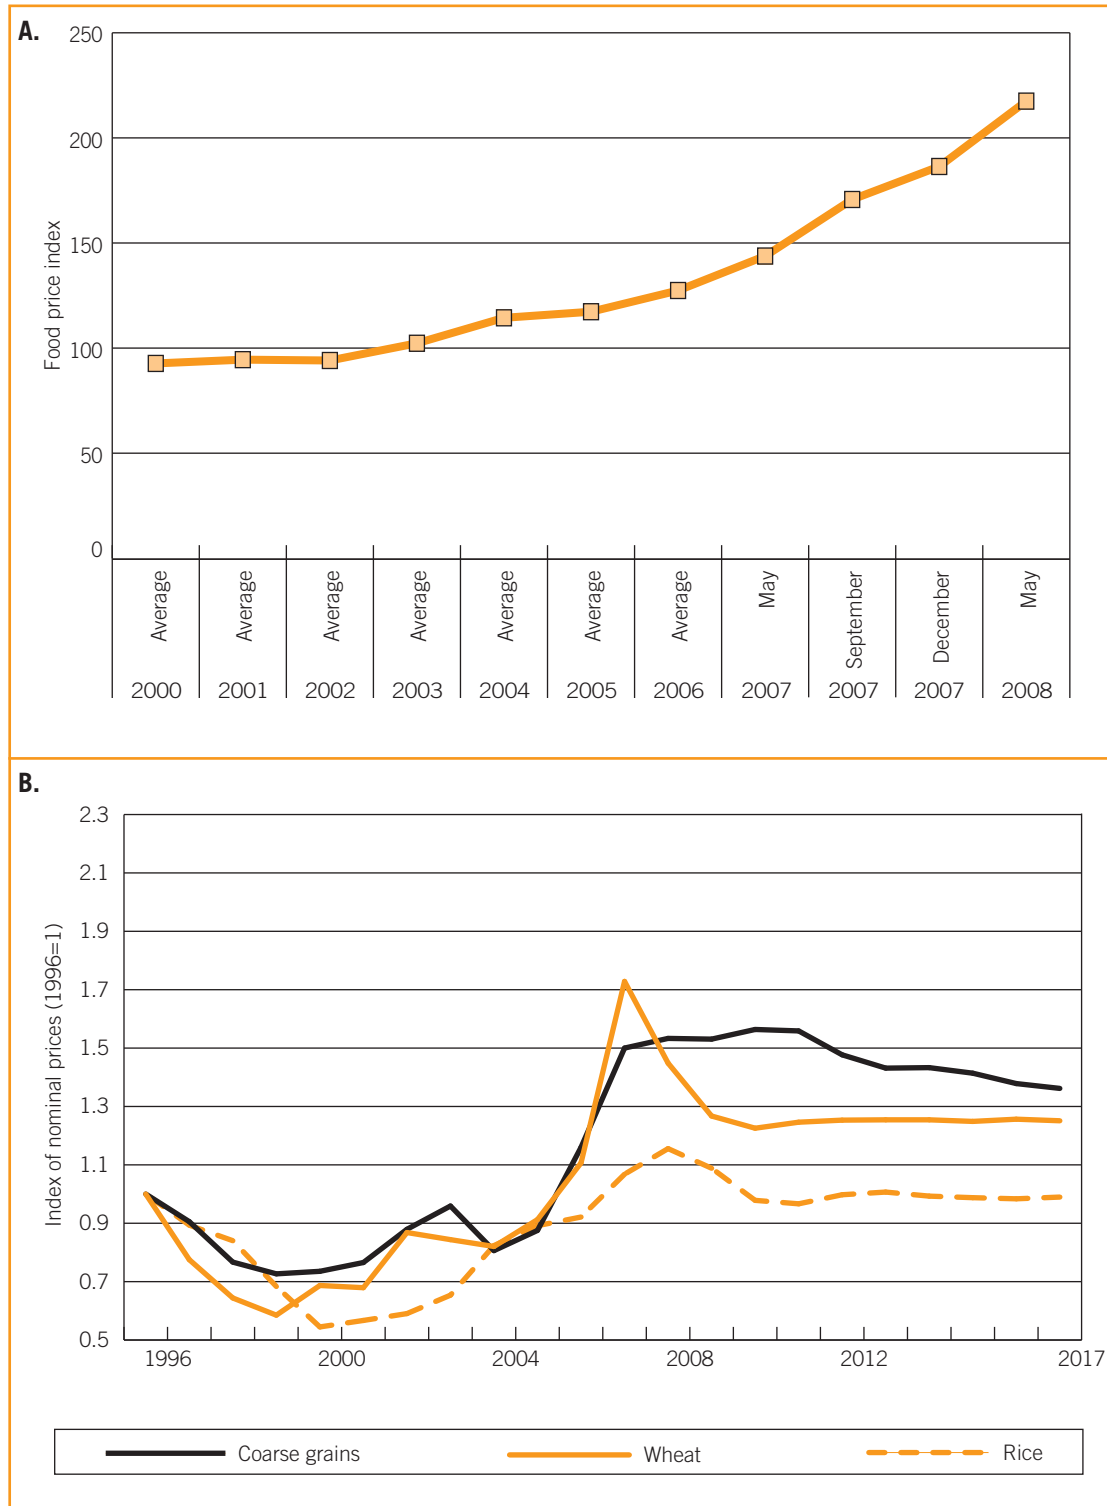 A.
250
200
150
100
50
0
Food price index
Average Average Average Average Average Average Average May September December May
2000 2001 2002 2003 2004 2005 2006 2007 2007 2007 2008
B.
2.3
2.1
1.9
1.7
1.5
1.3
1.1
0.9
0.7
0.5
Index of nominal prices (1996=1)
1996 2000 2004 2008 2012 2017
Coarse grains Wheat Rice